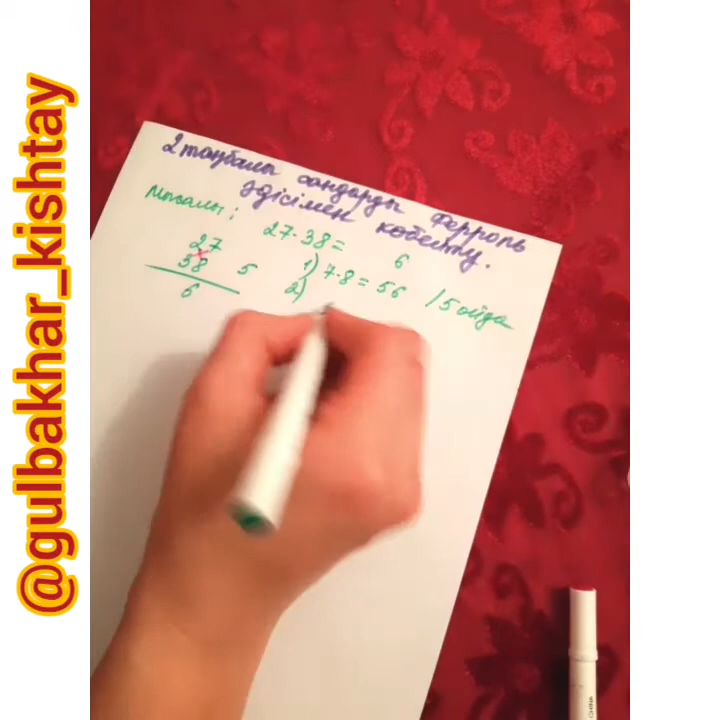 @gulbakhar_kishtay
2 таңбалы сандарды Ферроль
әдісімен көбейту.
Мысалы; 27·38=
27
38 5
6
6
1) 7·8=56 /5 ойда
2)
CHINA